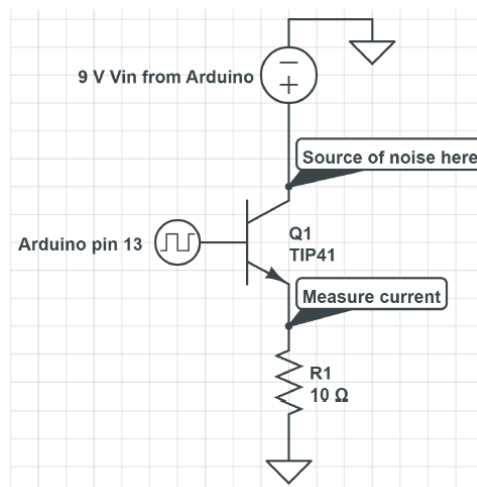 9 V Vin from Arduino
Source of noise here
Arduino pin 13
Q1
TIP41
Measure current
R1
10 Ω